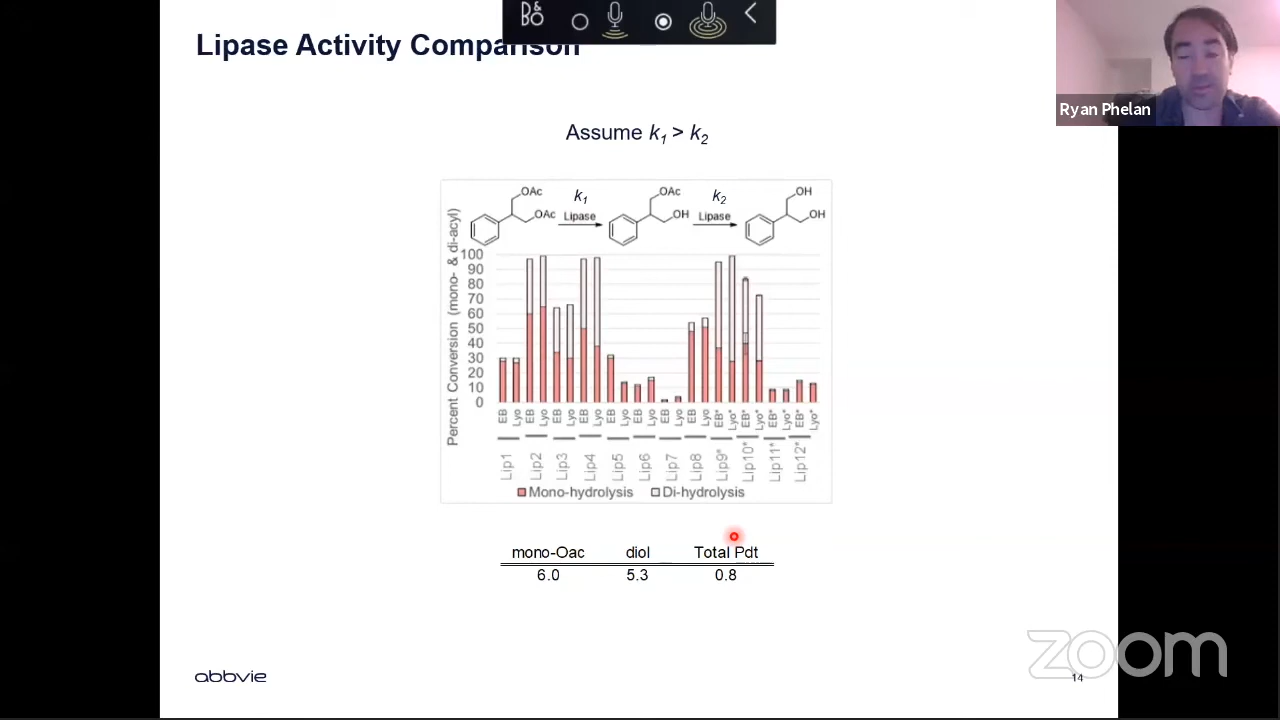 B&O
Lipase Activity Comparison
Ryan Phelan
Assume k1 > k2
OAc
OAc
k1
Lipase
OAc
OH
k2
Lipase
OH
OH
Percent Conversion (mono- & di-acyl)
100
90
80
70
60
50
40
30
20
10
0
EB Lyo EB Lyo EB Lyo EB Lyo EB Lyo EB Lyo EB Lyo EB Lyo EB* Lyo* EB* Lyo* EB* Lyo* EB* Lyo*
Lip1 Lip2 Lip3 Lip4 Lip5 Lip6 Lip7 Lip8 Lip9* Lip10* Lip11* Lip12*
Mono-hydrolysis Di-hydrolysis
mono-Oac diol Total Pdt
6.0 5.3 0.8
zoom
abbvie
14